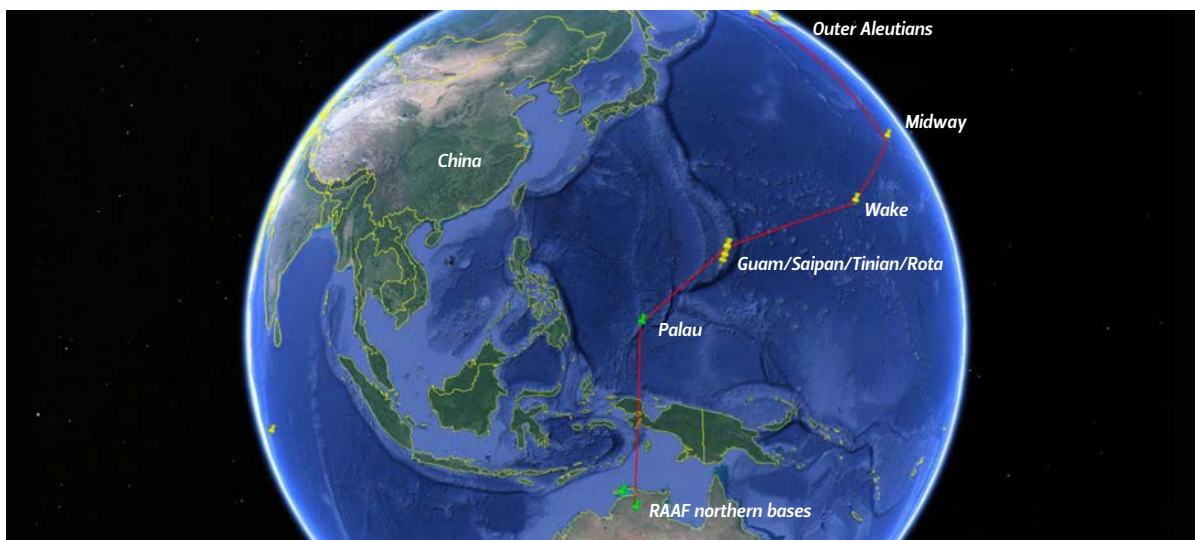 Outer Aleutians
Midway
China
Wake
Guam/Saipan/Tinian/Rota
Palau
RAAF northern bases